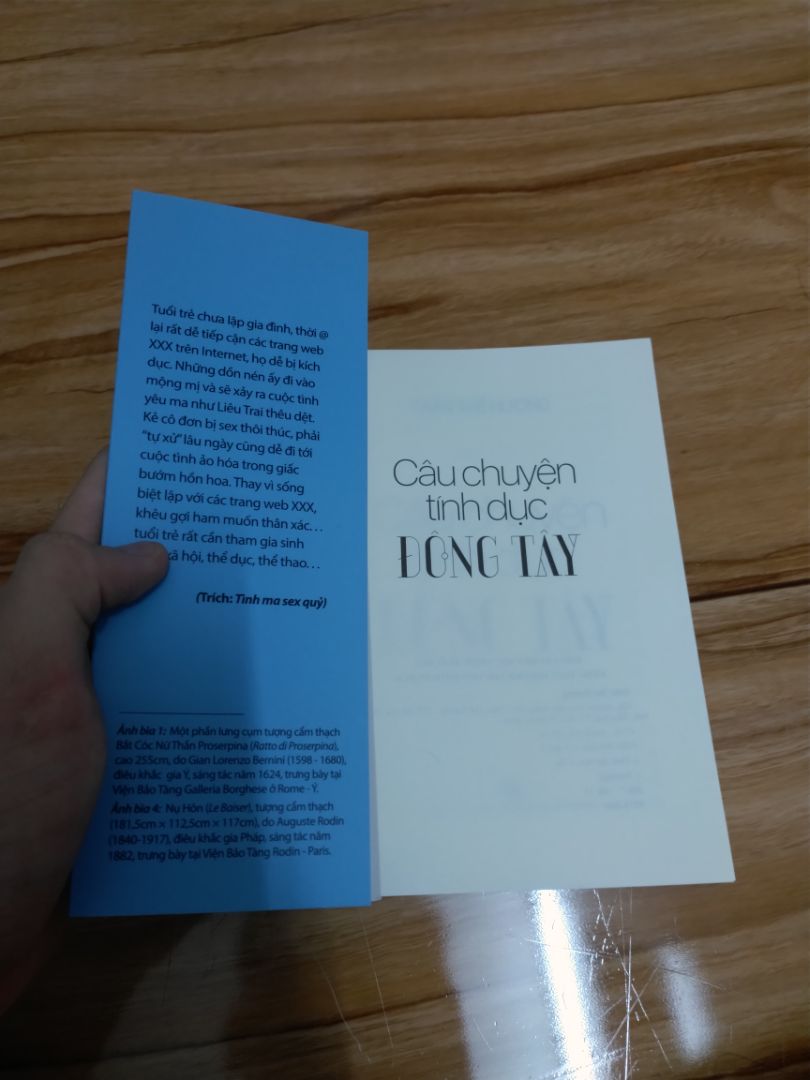 Tuổi trẻ chưa lập gia đình, thời @
lại rất dễ tiếp cận các trang web
XXX trên Internet, họ dễ bị kích
dục. Những dồn nén ấy đi vào
mộng mị và sẽ xảy ra cuộc tình
yêu ma như Liêu Trai thêu dệt.
Kẻ cô đơn bị sex thôi thúc, phải
"tự xử" lâu ngày cũng dễ đi tới
cuộc tình ảo hóa trong giấc
bướm hồn hoa. Thay vì sống
biệt lập với các trang web XXX,
khêu gợi ham muốn thân xác...
tuổi trẻ rất cần tham gia sinh
xã hội, thể dục, thể thao...
(Trích: Tình ma sex quỷ)
Ảnh bìa 1: Một phần lưng cụm tượng cẩm thạch
Bắt Cóc Nữ Thần Proserpina (Ratto di Proserpina),
cao 255cm, do Gian Lorenzo Bernini (1598 - 1680),
điêu khắc gia Ý, sáng tác năm 1624, trưng bày tại
Viện Bảo Tàng Galleria Borghese ở Rome - Ý.
Ảnh bìa 4: Nụ Hôn (Le Baiser), tượng cẩm thạch
(181,5cm × 112,5cm × 117cm), do Auguste Rodin
(1840-1917), điêu khắc gia Pháp, sáng tác năm
1882, trưng bày tại Viện Bảo Tàng Rodin - Paris.
Câu chuyện
tính dục
ĐÔNG TÂY